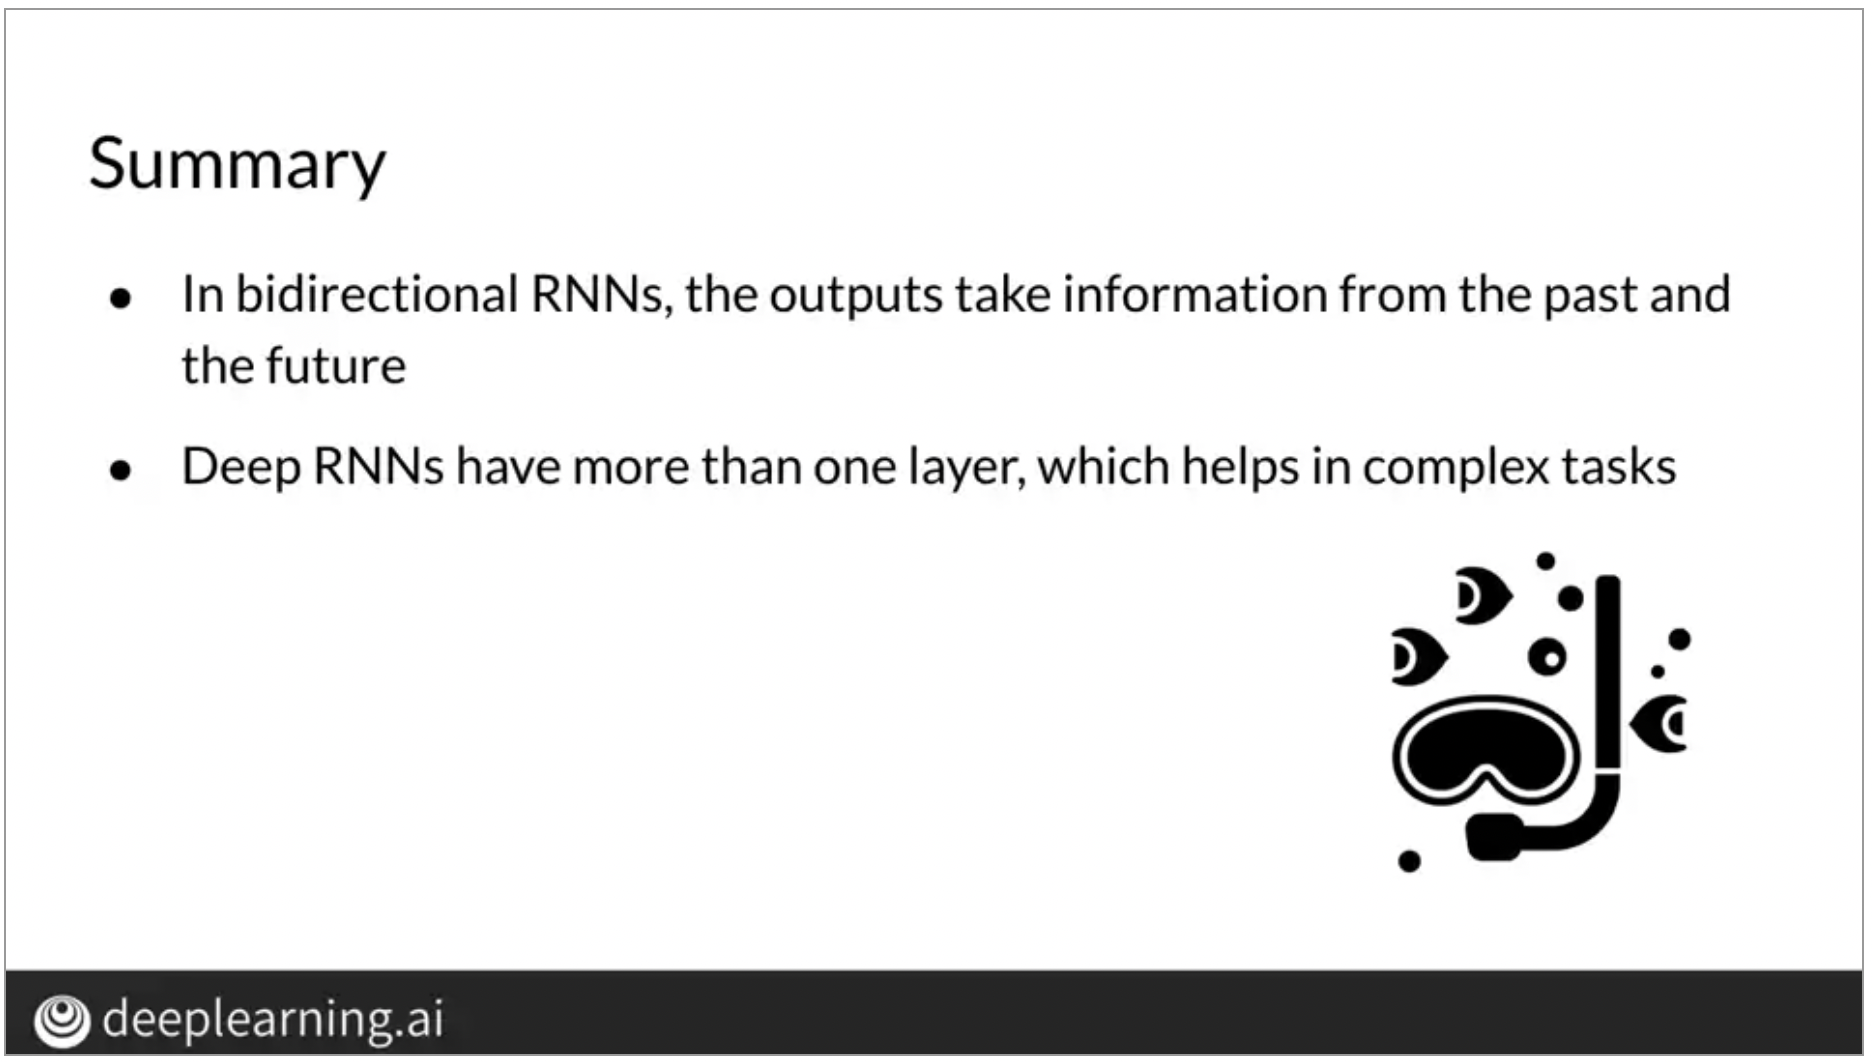 Summary
● In bidirectional RNNs, the outputs take information from the past and
the future
● Deep RNNs have more than one layer, which helps in complex tasks
deeplearning.ai